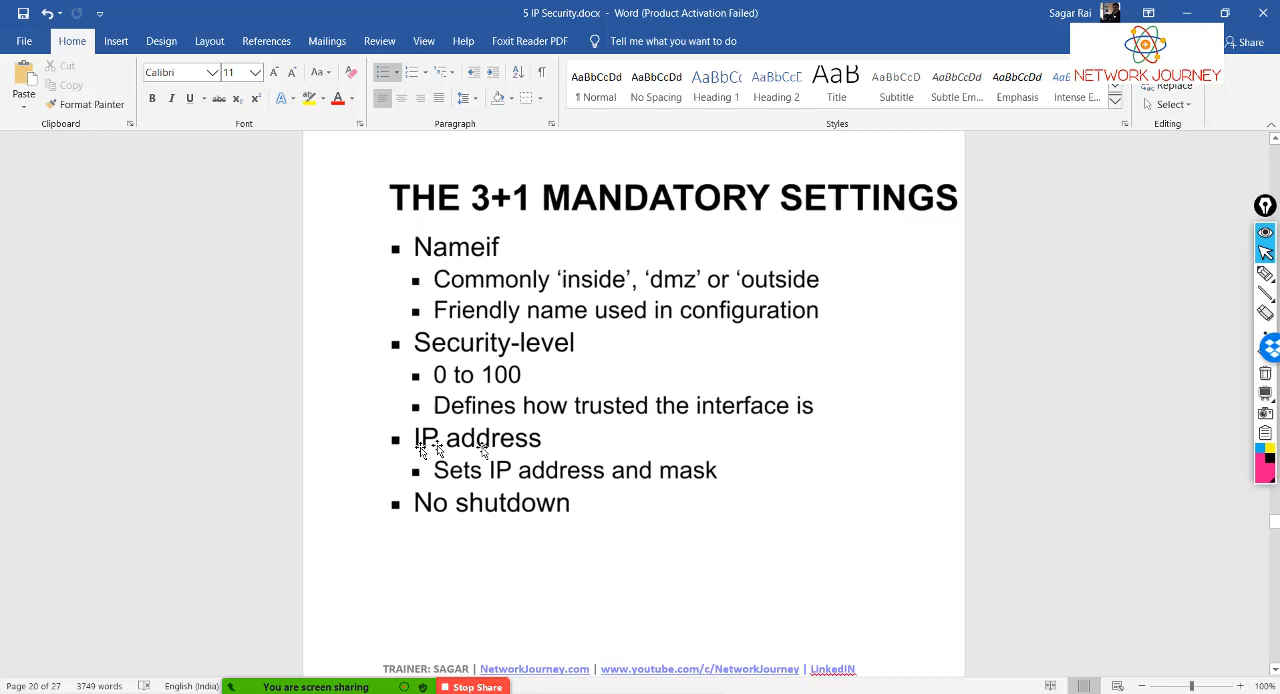 5 IP Security.docx - Word (Product Activation Failed)
Sagar Rai
File Home Insert Design Layout References Mailings Review View Help Foxit Reader PDF Tell me what you want to do Share
NETWORK JOURNEY
Paste
Cut
Copy
Format Painter
Calibri 11
AaBbCcDd ¶ Normal
AaBbCcDd No Spacing
AaBbCc Heading 1
AaBbCcD Heading 2
AaB Title
AaBbCcD Subtitle
AaBbCcDd Subtle Em...
AaBbCcDd Emphasis
Intense E...
Replace
Select
Clipboard Font Paragraph Styles Editing
THE 3+1 MANDATORY SETTINGS
▪ Nameif
▪ Commonly ‘inside’, ‘dmz’ or ‘outside
▪ Friendly name used in configuration
▪ Security-level
▪ 0 to 100
▪ Defines how trusted the interface is
▪ IP address
▪ Sets IP address and mask
▪ No shutdown
TRAINER: SAGAR | NetworkJourney.com | www.youtube.com/c/NetworkJourney | LinkedIN
Page 20 of 27 3749 words English (India) You are screen sharing Stop Share 100%